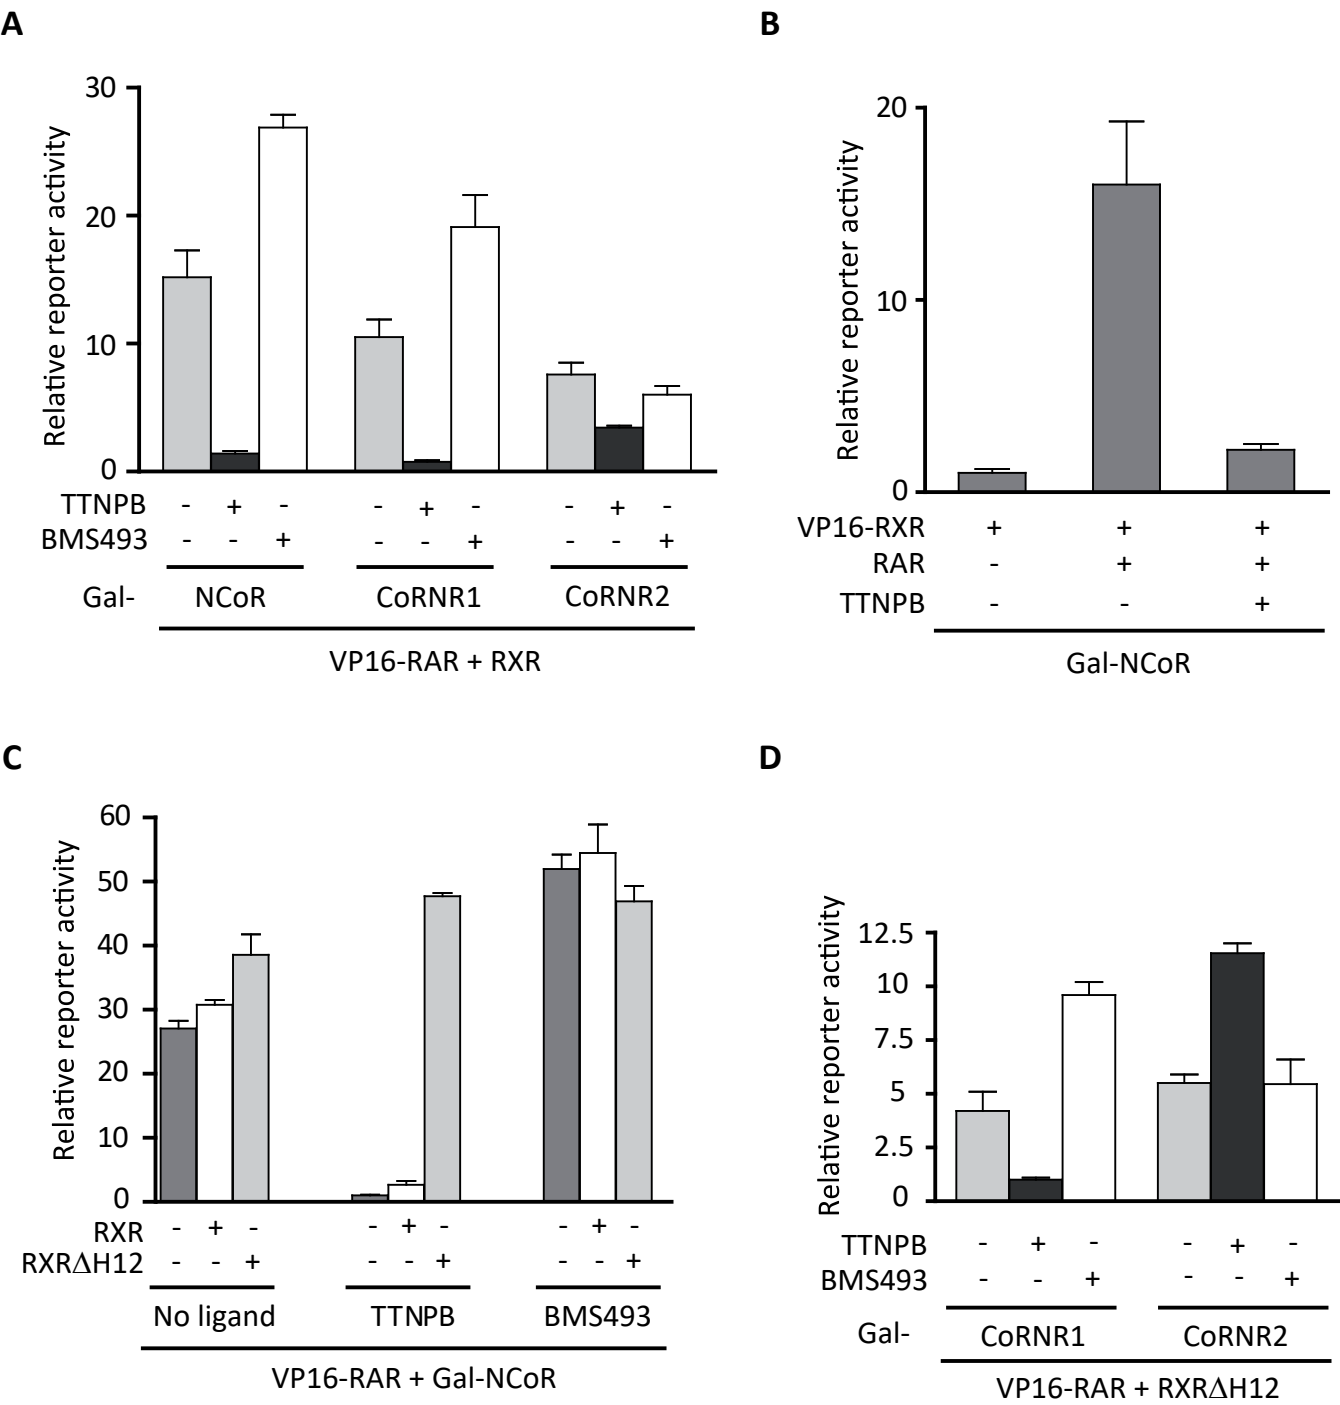 A
Relative reporter activity
30
20
10
0
TTNPB - + - - + - - + -
BMS493 - - + - - + - - +
Gal- NCoR CoRNR1 CoRNR2
VP16-RAR + RXR
B
Relative reporter activity
20
10
0
VP16-RXR + + +
RAR - + +
TTNPB - - +
Gal-NCoR
C
Relative reporter activity
60
50
40
30
20
10
0
RXR - + - - + - - + -
RXRΔH12 - - + - - + - - +
No ligand TTNPB BMS493
VP16-RAR + Gal-NCoR
D
Relative reporter activity
12.5
10
7.5
5
2.5
0
TTNPB - + - - + -
BMS493 - - + - - +
Gal- CoRNR1 CoRNR2
VP16-RAR + RXRΔH12